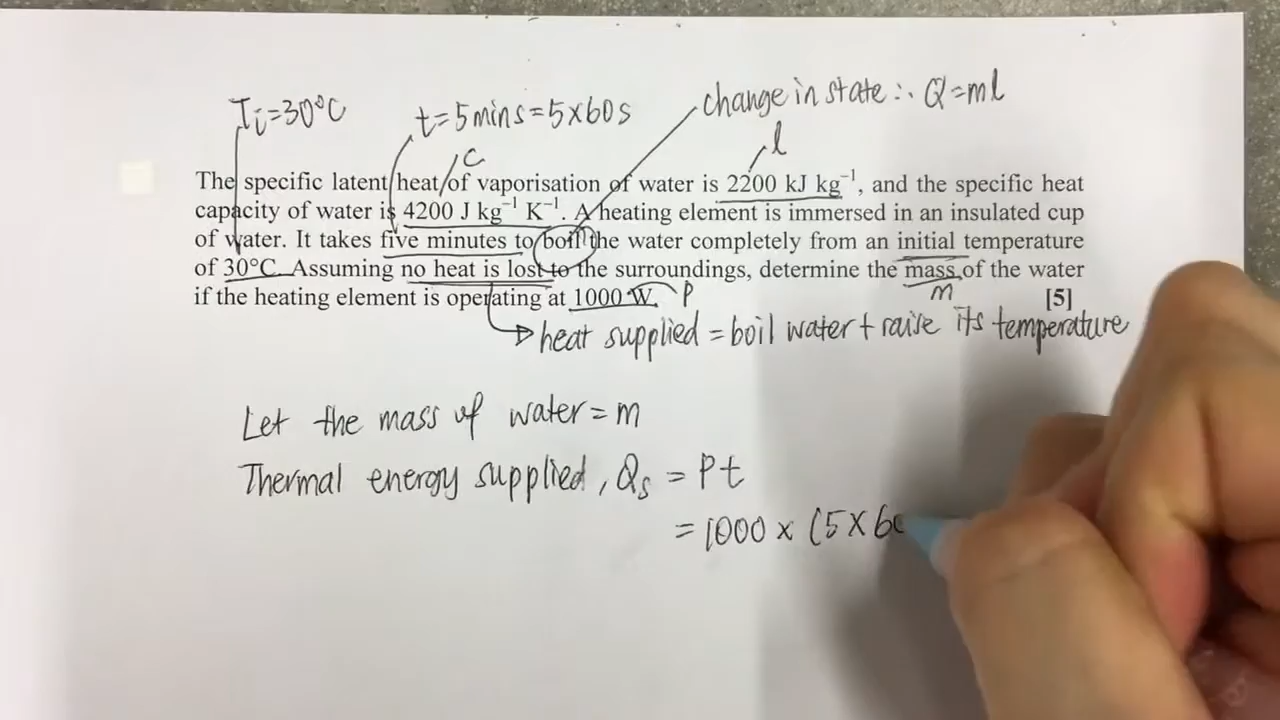 Ti=30°C
t=5mins=5×60s
change in state ∴ Q=ml
c
l
The specific latent heat of vaporisation of water is 2200 kJ kg⁻¹, and the specific heat
capacity of water is 4200 J kg⁻¹ K⁻¹. A heating element is immersed in an insulated cup
of water. It takes five minutes to boil the water completely from an initial temperature
of 30°C. Assuming no heat is lost to the surroundings, determine the mass of the water
if the heating element is operating at 1000 W. P m [5]
heat supplied = boil water + raise its temperature
Let the mass of water = m
Thermal energy supplied, Qs = Pt
= 1000 × (5×60